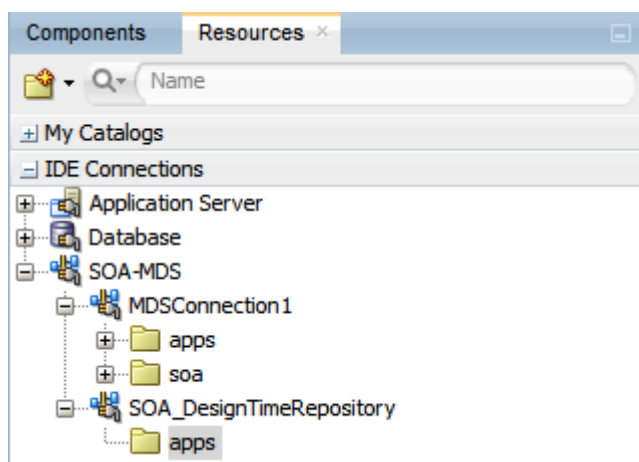 Components Resources
Name
My Catalogs
IDE Connections
Application Server
Database
SOA-MDS
MDSConnection1
apps
soa
SOA_DesignTimeRepository
apps